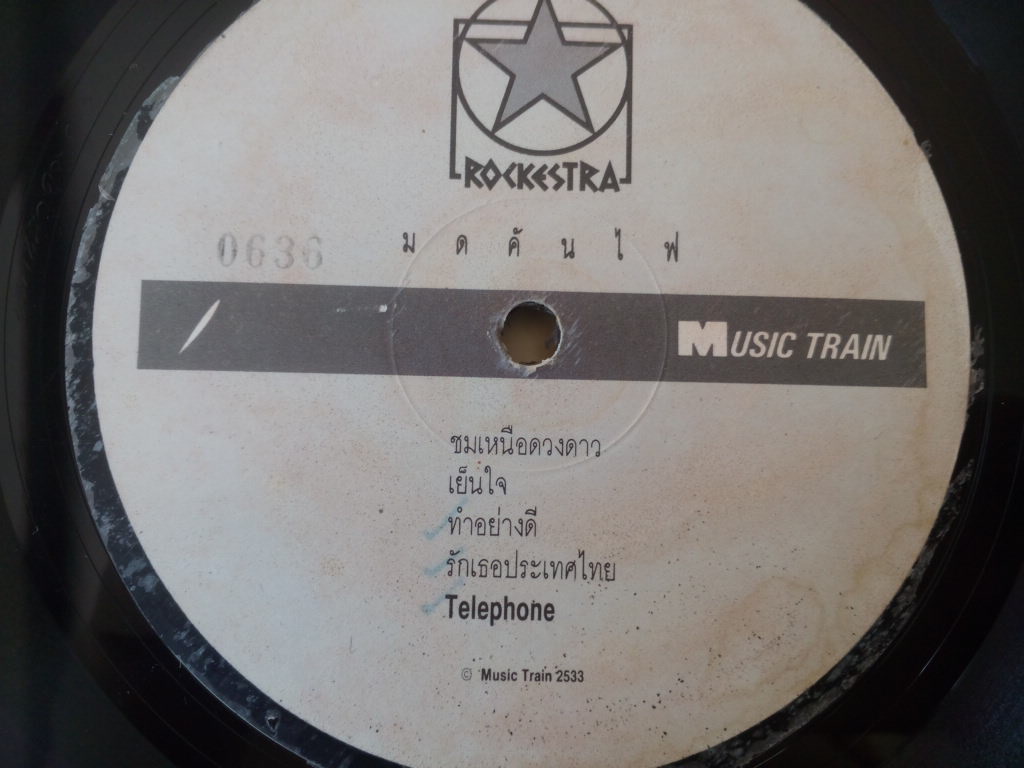 ROCKESTRA
0636
ม ด คั น ไ ฟ
MUSIC TRAIN
ชมเหนือดวงดาว
เย็นใจ
ทำอย่างดี
รักเธอประเทศไทย
Telephone
© Music Train 2533